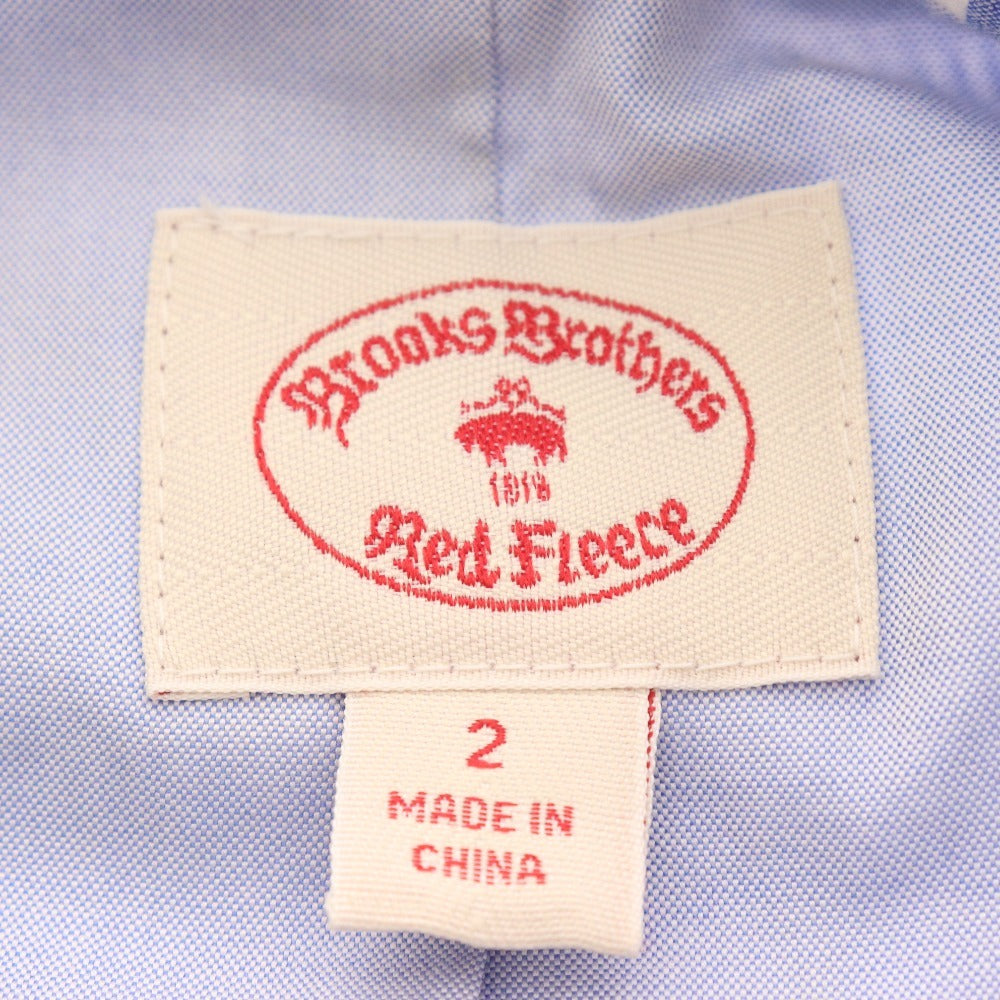 Brooks Brothers
1818
Red Fleece
2
MADE IN
CHINA